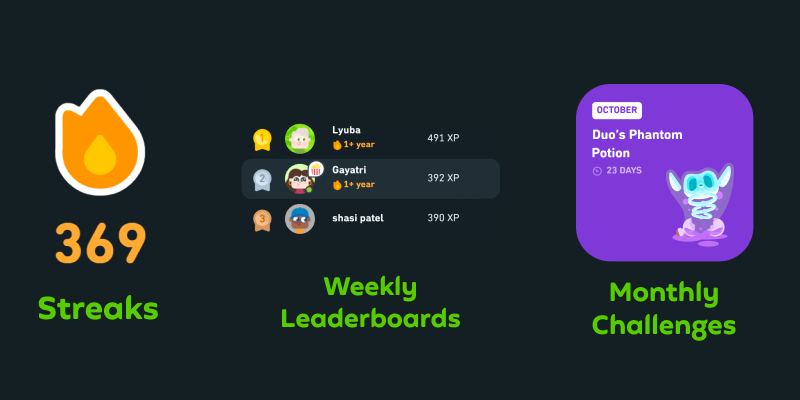 369
Streaks
1
Lyuba
1+ year
491 XP
2
Gayatri
1+ year
392 XP
3
shasi patel
390 XP
Weekly
Leaderboards
OCTOBER
Duo's Phantom
Potion
23 DAYS
Monthly
Challenges